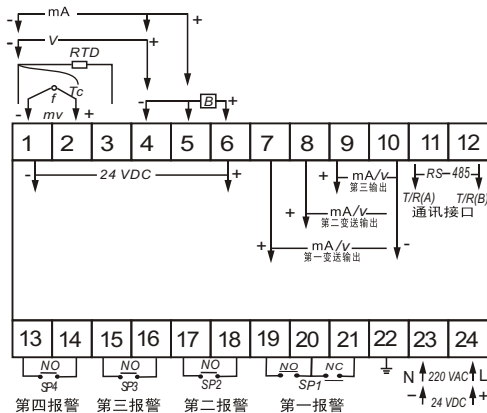 - mA +
- V +
RTD
Tc
f
- mv +
- B +
1 2 3 4 5 6 7 8 9 10 11 12
- 24 VDC +
+ mA/v
第三输出
RS-485
T/R(A) T/R(B)
通讯接口
+ mA/v
第二变送输出
+ mA/v -
第一变送输出
13 14 15 16 17 18 19 20 21 22 23 24
NO NO NO NO NC
SP4 SP3 SP2 SP1
N 220 VAC L
- 24 VDC +
第四报警 第三报警 第二报警 第一报警